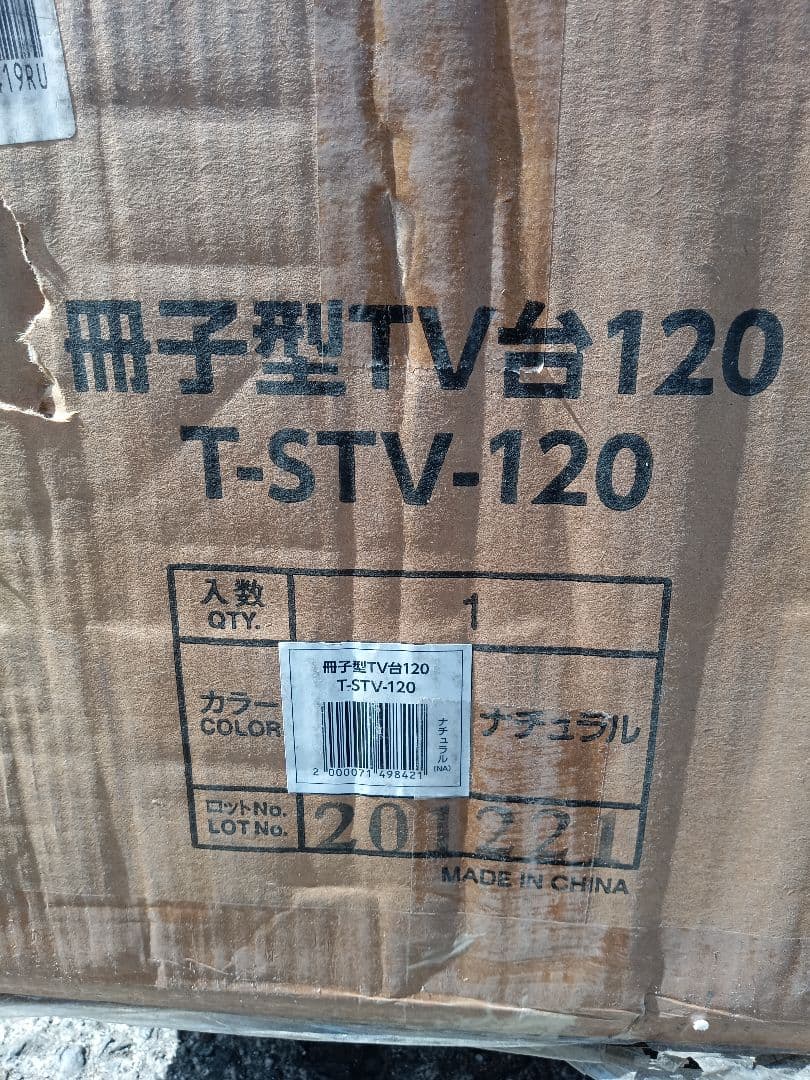 19RU
冊子型TV台120
T-STV-120
入数
QTY.
1
冊子型TV台120
T-STV-120
2 000071 498421
ナチュラル
(NA)
カラー
COLOR
ナチュラル
ロットNo.
LOT No.
201221
MADE IN CHINA